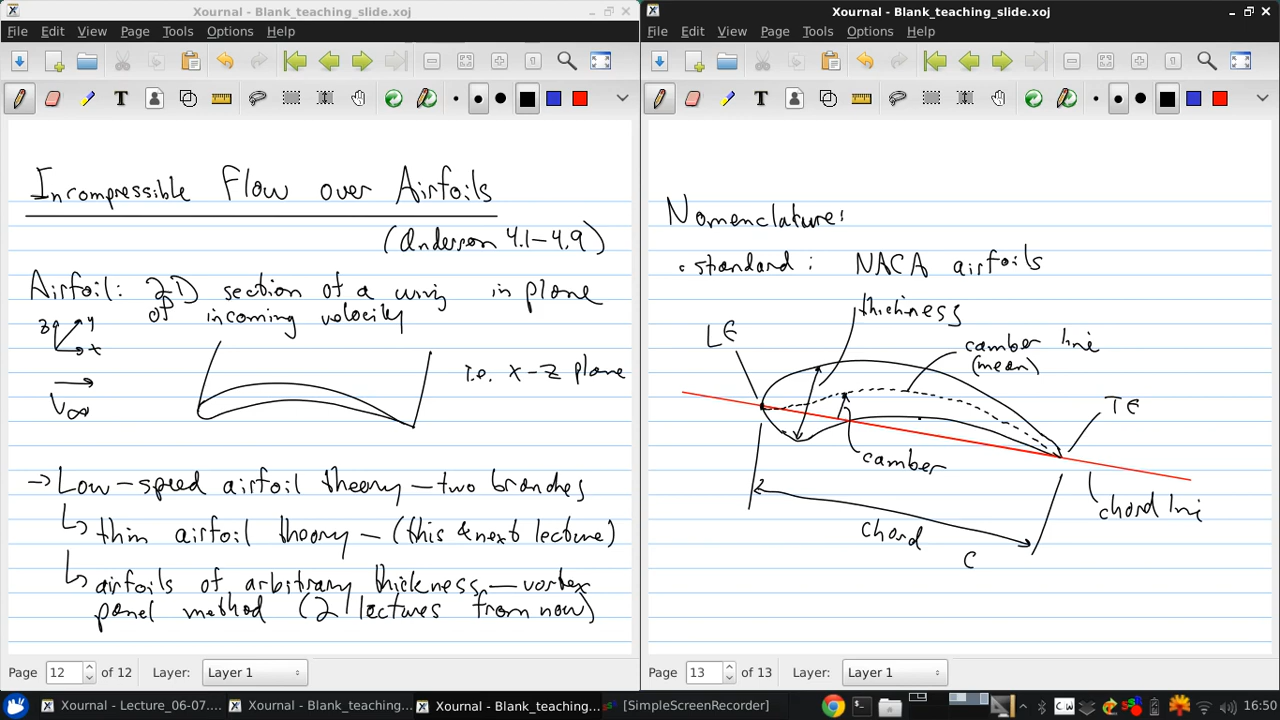 Xournal - Blank_teaching_slide.xoj
File Edit View Page Tools Options Help
Incompressible Flow over Airfoils
(Anderson 4.1-4.9)
Airfoil: 2D section of a wing in plane
of incoming velocity
z y
x
V∞
i.e. x-z plane
→ Low-speed airfoil theory - two branches
↳ thin airfoil theory - (this & next lecture)
↳ airfoils of arbitrary thickness - vortex
panel method (2 lectures from now)
Page 12 of 12 Layer: Layer 1
Xournal - Blank_teaching_slide.xoj
File Edit View Page Tools Options Help
Nomenclature:
standard: NACA airfoils
thickness
LE
camber line
(mean)
TE
camber
chord line
chord
c
Page 13 of 13 Layer: Layer 1
Xournal - Lecture_06-07.... Xournal - Blank_teaching... Xournal - Blank_teaching... [SimpleScreenRecorder] 16:50